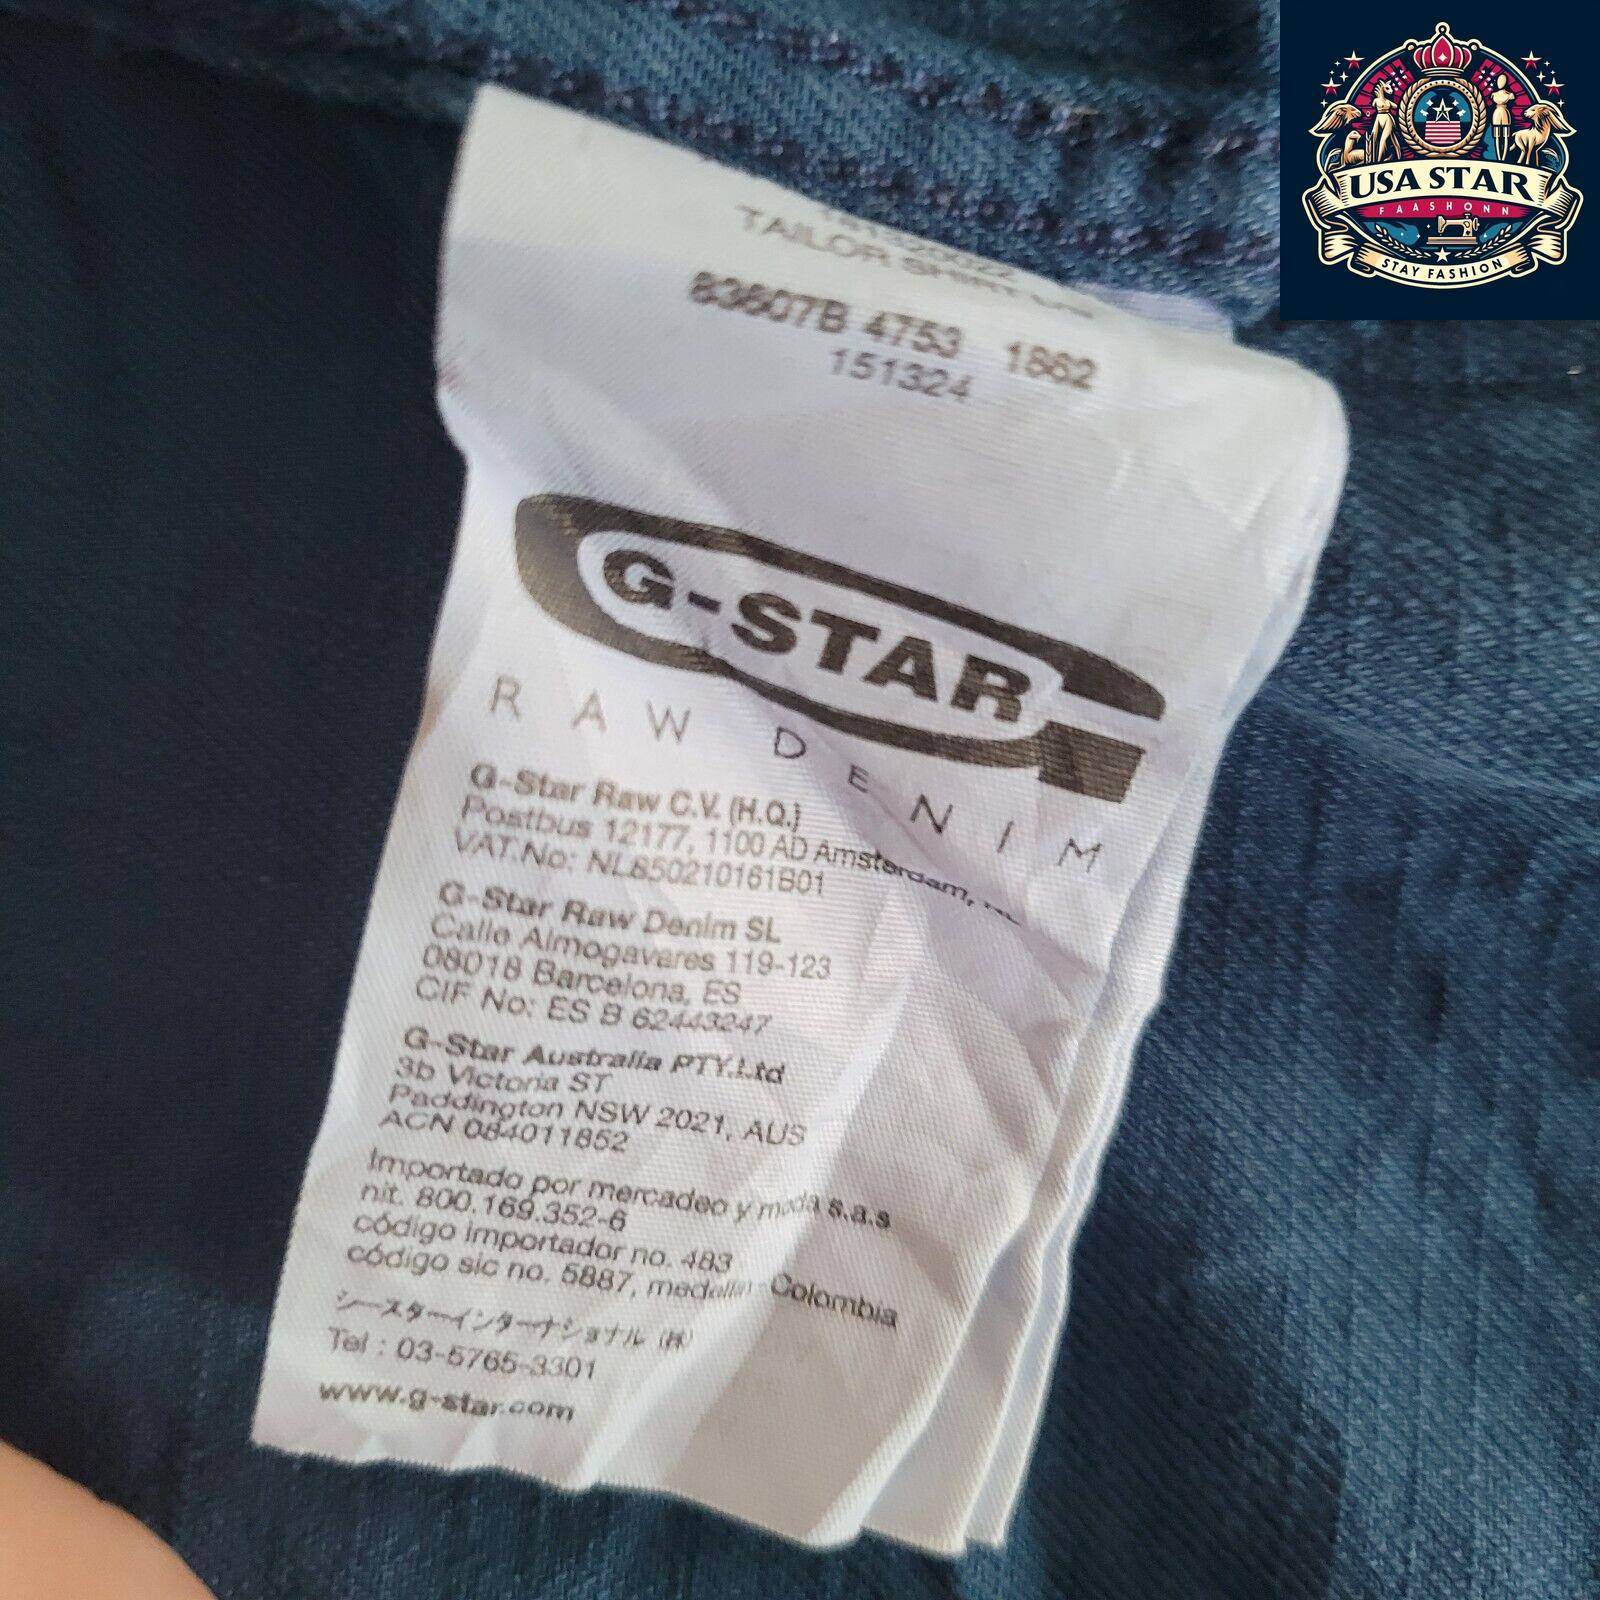 USA STAR
FAASHONN
STAY FASHION
TAILOR SHIRT
83607B 4753 1862
151324
G-STAR
RAW DENIM
G-Star Raw C.V. (H.Q.)
Postbus 12177, 1100 AD Amsterdam,
VAT.No: NL850210161B01
G-Star Raw Denim SL
Calle Almogavares 119-123
08018 Barcelona, ES
CIF No: ES B 62443247
G-Star Australia PTY.Ltd
3b Victoria ST
Paddington NSW 2021, AUS
ACN 084011852
Importado por mercadeo y moda s.a.s
nit. 800.169.352-6
código importador no. 483
código sic no. 5887, medellin - Colombia
ジースターインターナショナル (株)
Tel : 03-5765-3301
www.g-star.com